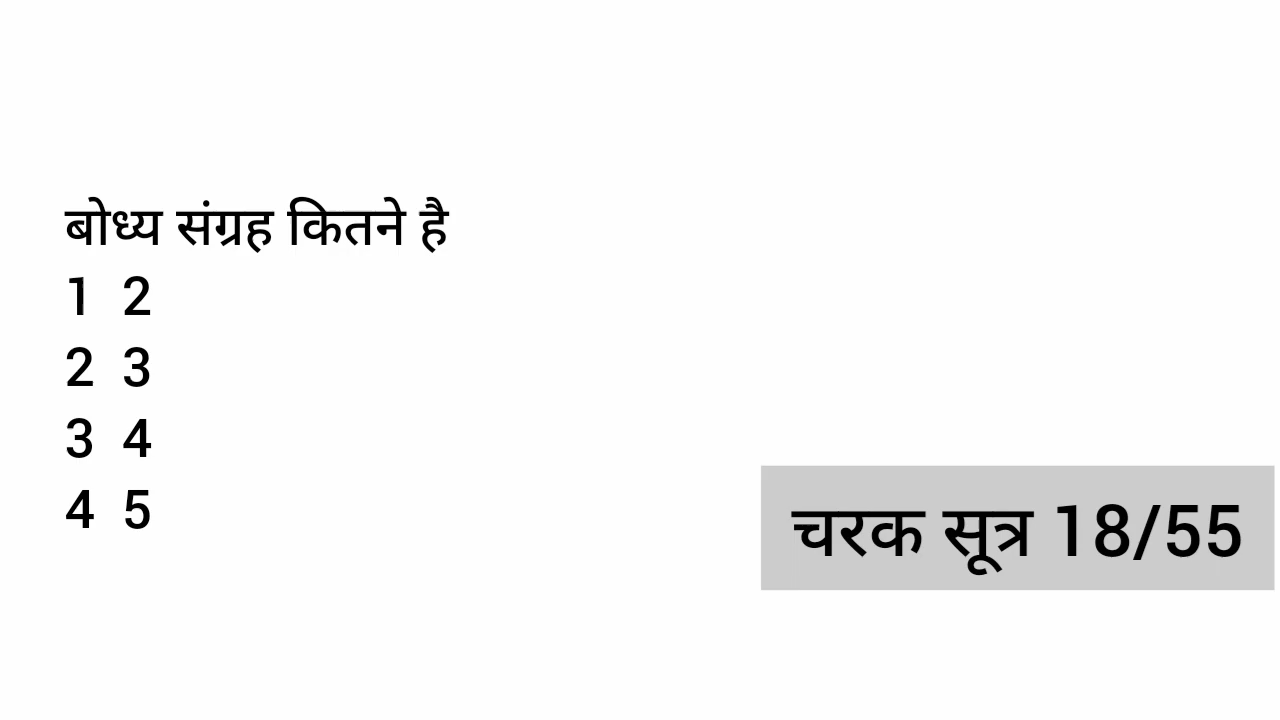 बोध्य संग्रह कितने है
1 2
2 3
3 4
4 5
चरक सूत्र 18/55